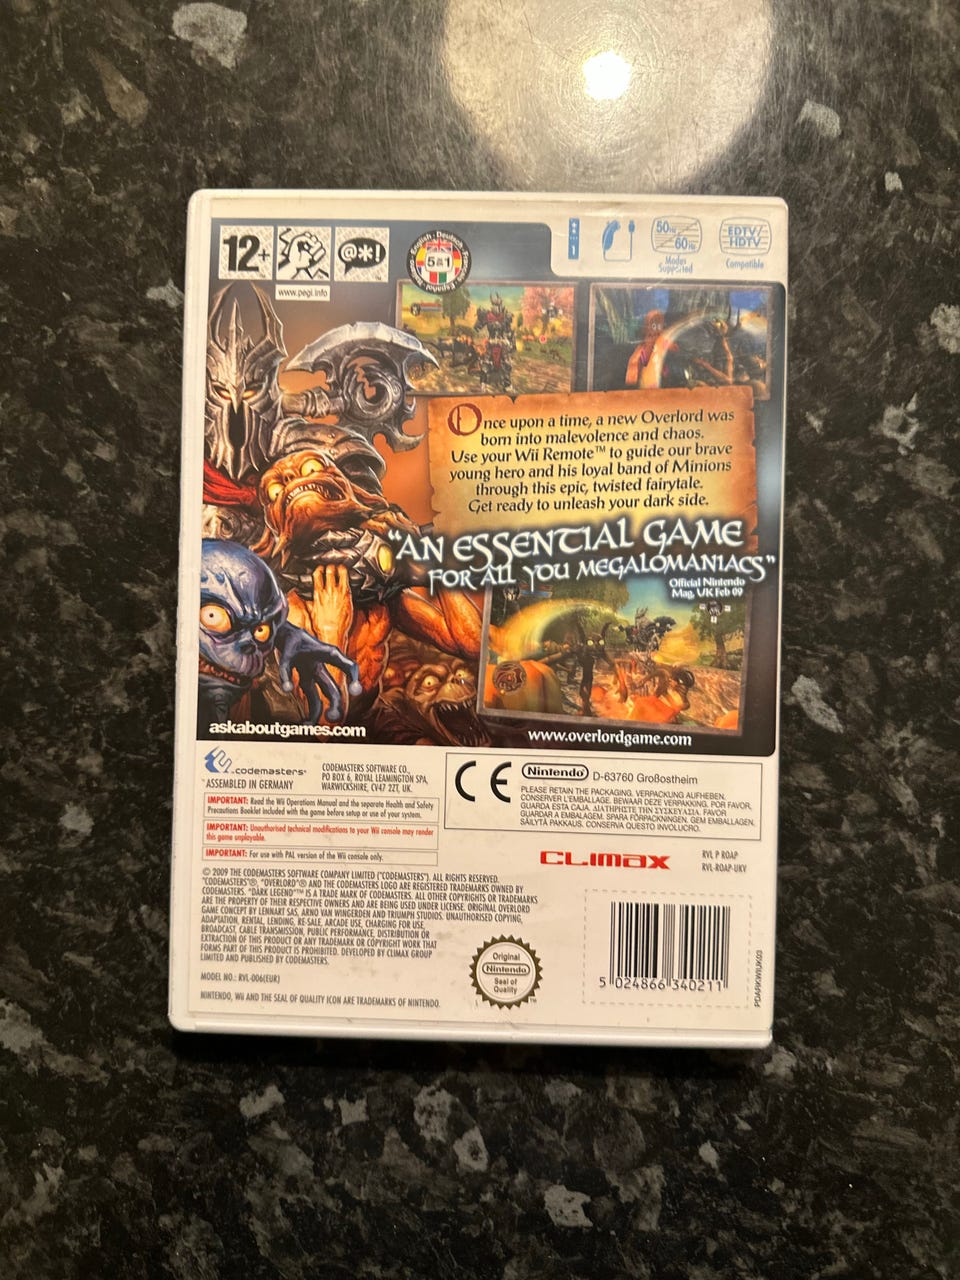 12+
@*!
www.pegi.info
English · Deutsch
5 in 1
50Hz
60Hz
Modes
Supported
EDTV/
HDTV
Compatible
Once upon a time, a new Overlord was
born into malevolence and chaos.
Use your Wii Remote™ to guide our brave
young hero and his loyal band of Minions
through this epic, twisted fairytale.
Get ready to unleash your dark side.
“AN ESSENTIAL GAME
FOR All YOU MEGALOMANIACS”
Official Nintendo
Mag, UK Feb 09
askaboutgames.com
www.overlordgame.com
codemasters®
ASSEMBLED IN GERMANY
CODEMASTERS SOFTWARE CO.,
PO BOX 6, ROYAL LEAMINGTON SPA,
WARWICKSHIRE, CV47 2ZT, UK.
IMPORTANT: Read the Wii Operations Manual and the separate Health and Safety
Precautions Booklet included with the game before setup or use of your system.
IMPORTANT: Unauthorised technical modifications to your Wii console may render
this game unplayable.
IMPORTANT: For use with PAL version of the Wii console only.
CE
Nintendo®
D-63760 Großostheim
PLEASE RETAIN THE PACKAGING. VERPACKUNG AUFHEBEN.
CONSERVER L'EMBALLAGE. BEWAAR DEZE VERPAKKING. POR FAVOR,
GUARDA ESTA CAJA. ΔΙΑΤΗΡΗΣΤΕ ΤΗΝ ΣΥΣΚΕΥΑΣΙΑ. FAVOR
GUARDAR A EMBALAGEM. SPARA FÖRPACKNINGEN. GEM EMBALLAGEN.
SÄILYTÄ PAKKAUS. CONSERVA QUESTO INVOLUCRO.
CLIMAX
RVL P ROAP
RVL-ROAP-UKV
© 2009 THE CODEMASTERS SOFTWARE COMPANY LIMITED ("CODEMASTERS"). ALL RIGHTS RESERVED.
"CODEMASTERS"®, "OVERLORD"® AND THE CODEMASTERS LOGO ARE REGISTERED TRADEMARKS OWNED BY
CODEMASTERS. "DARK LEGEND"™ IS A TRADE MARK OF CODEMASTERS. ALL OTHER COPYRIGHTS OR TRADEMARKS
ARE THE PROPERTY OF THEIR RESPECTIVE OWNERS AND ARE BEING USED UNDER LICENSE. ORIGINAL OVERLORD
GAME CONCEPT BY LENNART SAS, ARNO VAN WINGERDEN AND TRIUMPH STUDIOS. UNAUTHORISED COPYING,
ADAPTATION, RENTAL, LENDING, RE-SALE, ARCADE USE, CHARGING FOR USE,
BROADCAST, CABLE TRANSMISSION, PUBLIC PERFORMANCE, DISTRIBUTION OR
EXTRACTION OF THIS PRODUCT OR ANY TRADEMARK OR COPYRIGHT WORK THAT
FORMS PART OF THIS PRODUCT IS PROHIBITED. DEVELOPED BY CLIMAX GROUP
LIMITED AND PUBLISHED BY CODEMASTERS.
MODEL NO.: RVL-006(EUR)
NINTENDO, Wii AND THE SEAL OF QUALITY ICON ARE TRADEMARKS OF NINTENDO.
Original
Nintendo
Seal of
Quality
™
5 024866 340211
PDARKWIUK03